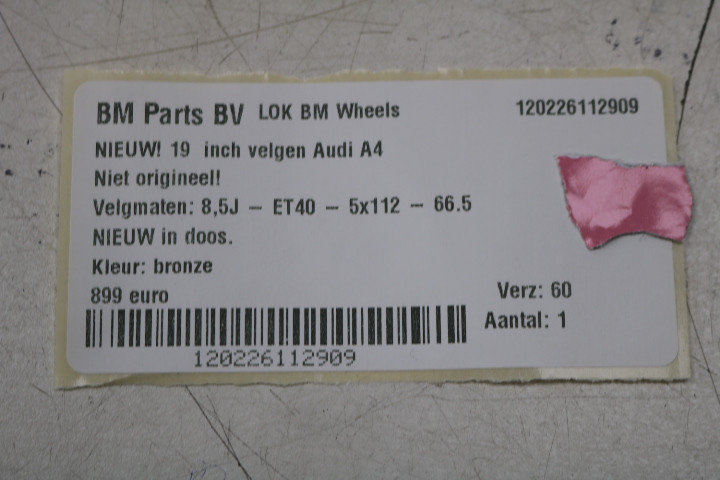 BM Parts BV LOK BM Wheels 120226112909
NIEUW! 19 inch velgen Audi A4
Niet origineel!
Velgmaten: 8,5J - ET40 - 5x112 - 66.5
NIEUW in doos.
Kleur: bronze
899 euro Verz: 60
Aantal: 1
120226112909